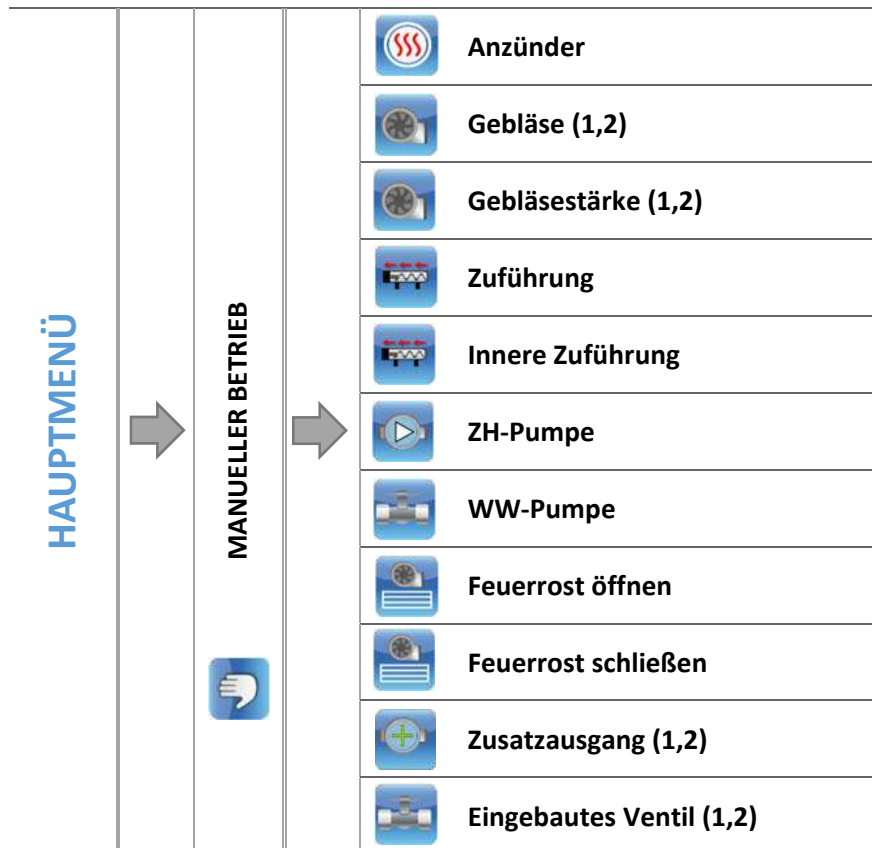 HAUPTMENÜ
MANUELLER BETRIEB
Anzünder
Gebläse (1,2)
Gebläsestärke (1,2)
Zuführung
Innere Zuführung
ZH-Pumpe
WW-Pumpe
Feuerrost öffnen
Feuerrost schließen
Zusatzausgang (1,2)
Eingebautes Ventil (1,2)